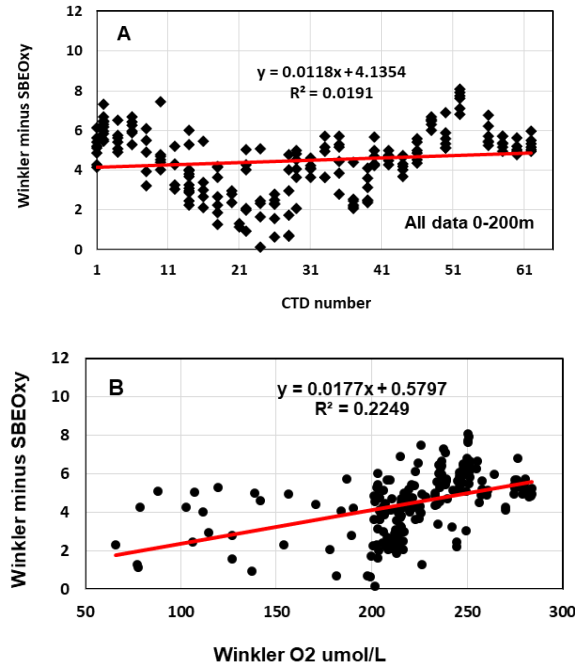 A
y = 0.0118x + 4.1354
R² = 0.0191
Winkler minus SBEOxy
12
10
8
6
4
2
0
All data 0-200m
1 11 21 31 41 51 61
CTD number
B
y = 0.0177x + 0.5797
R² = 0.2249
Winkler minus SBEOxy
12
10
8
6
4
2
0
50 100 150 200 250 300
Winkler O2 umol/L